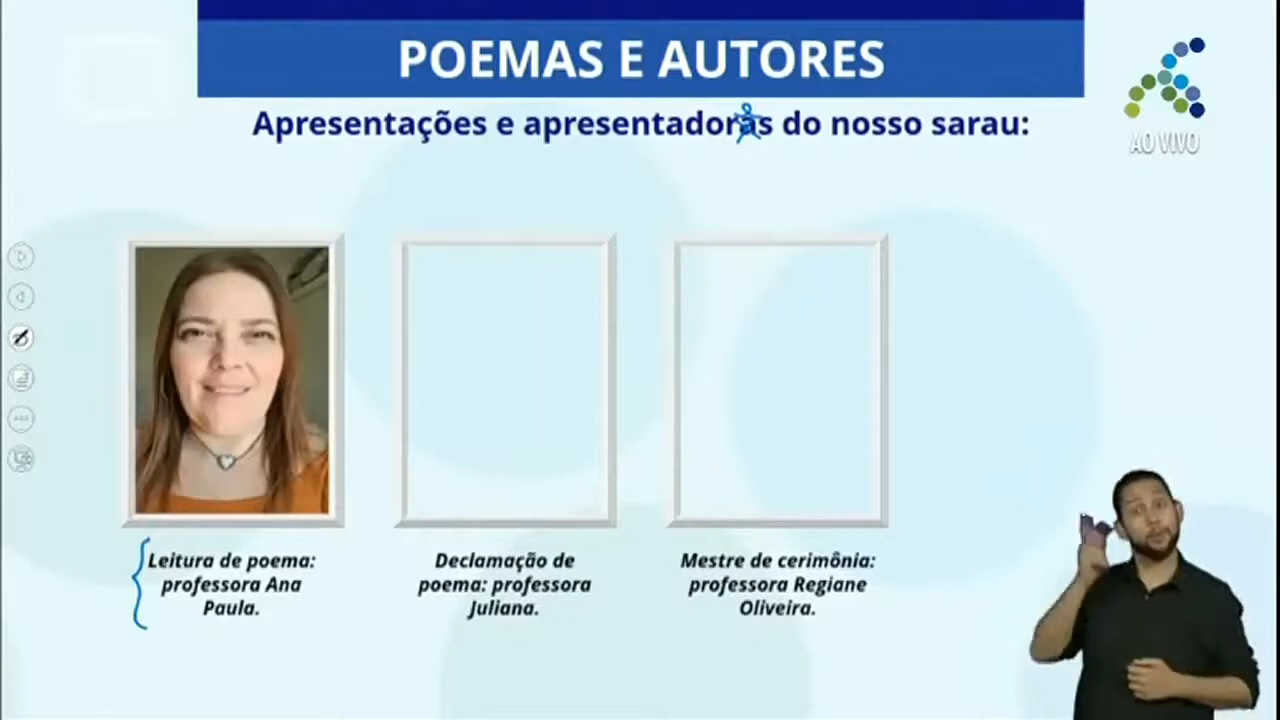 POEMAS E AUTORES
Apresentações e apresentadoras do nosso sarau:
AO VIVO
Leitura de poema:
professora Ana
Paula.
Declamação de
poema: professora
Juliana.
Mestre de cerimônia:
professora Regiane
Oliveira.